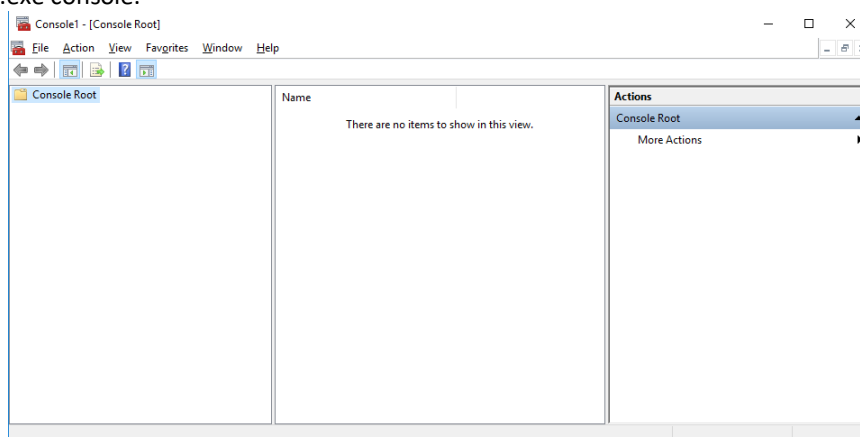 .exe console:
Console1 - [Console Root]
File Action View Favorites Window Help
Console Root
Name
There are no items to show in this view.
Actions
Console Root
More Actions